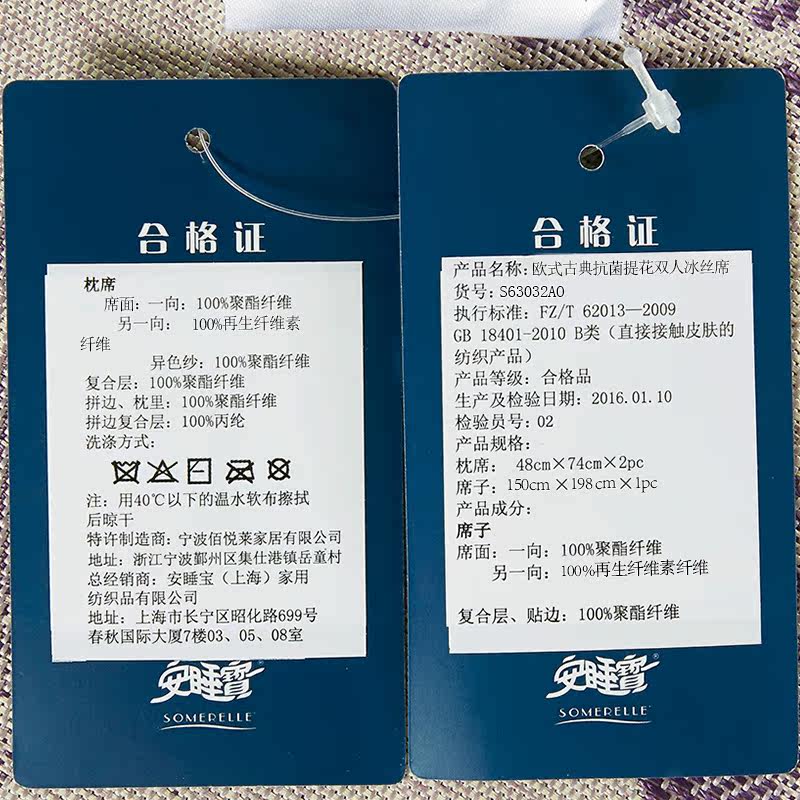 合格证
枕席
席面：一向：100%聚酯纤维
另一向： 100%再生纤维素
纤维
异色纱：100%聚酯纤维
复合层：100%聚酯纤维
拼边、枕里：100%聚酯纤维
拼边复合层：100%丙纶
洗涤方式：
注：用40℃以下的温水软布擦拭
后晾干
特许制造商：宁波佰悦莱家居有限公司
地址：浙江宁波鄞州区集仕港镇岳童村
总经销商：安睡宝（上海）家用
纺织品有限公司
地址：上海市长宁区昭化路699号
春秋国际大厦7楼03、05、08室
安睡寶
SOMERELLE
合格证
产品名称：欧式古典抗菌提花双人冰丝席
货号：S63032AO
执行标准：FZ/T 62013—2009
GB 18401-2010 B类（直接接触皮肤的
纺织产品）
产品等级：合格品
生产及检验日期：2016.01.10
检验员号：02
产品规格：
枕席： 48cm×74cm×2pc
席子：150cm×198cm×1pc
产品成分：
席子
席面：一向：100%聚酯纤维
另一向：100%再生纤维素纤维
复合层、贴边：100%聚酯纤维
安睡寶
SOMERELLE